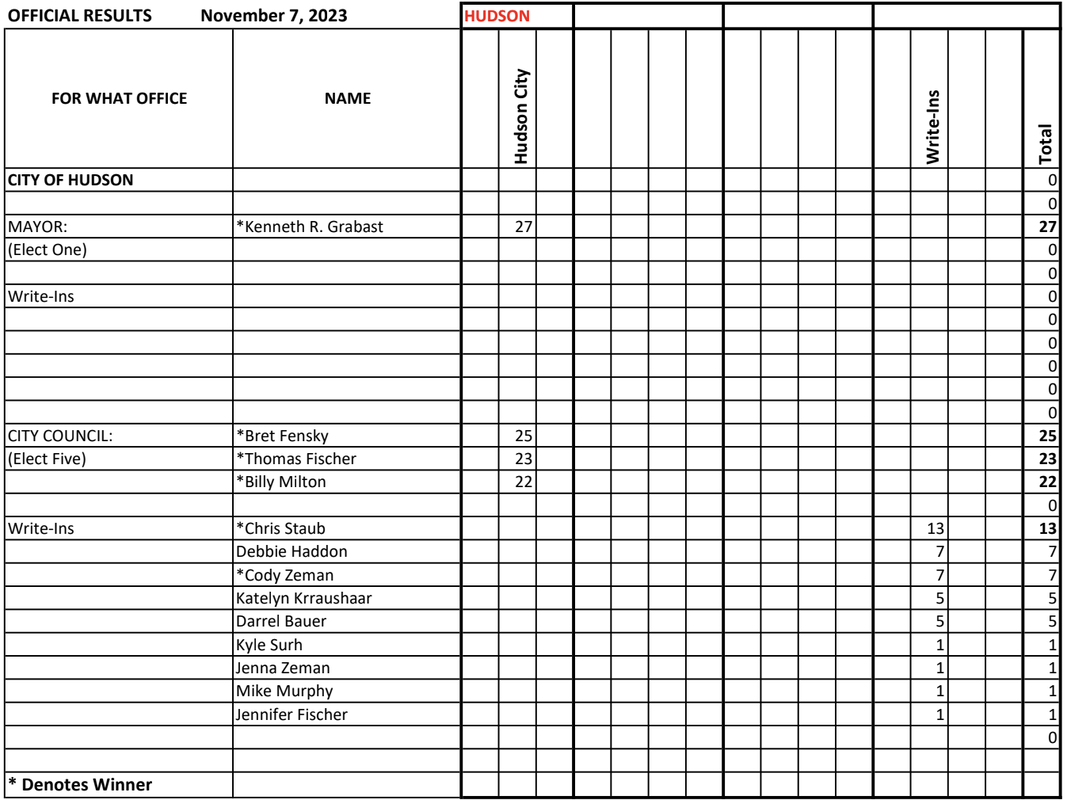 OFFICIAL RESULTS November 7, 2023 HUDSON
FOR WHAT OFFICE NAME Hudson City Write-Ins Total
CITY OF HUDSON 0
0
MAYOR: *Kenneth R. Grabast 27 27
(Elect One) 0
0
Write-Ins 0
0
0
0
0
0
CITY COUNCIL: *Bret Fensky 25 25
(Elect Five) *Thomas Fischer 23 23
*Billy Milton 22 22
0
Write-Ins *Chris Staub 13 13
Debbie Haddon 7 7
*Cody Zeman 7 7
Katelyn Krraushaar 5 5
Darrel Bauer 5 5
Kyle Surh 1 1
Jenna Zeman 1 1
Mike Murphy 1 1
Jennifer Fischer 1 1
0
* Denotes Winner